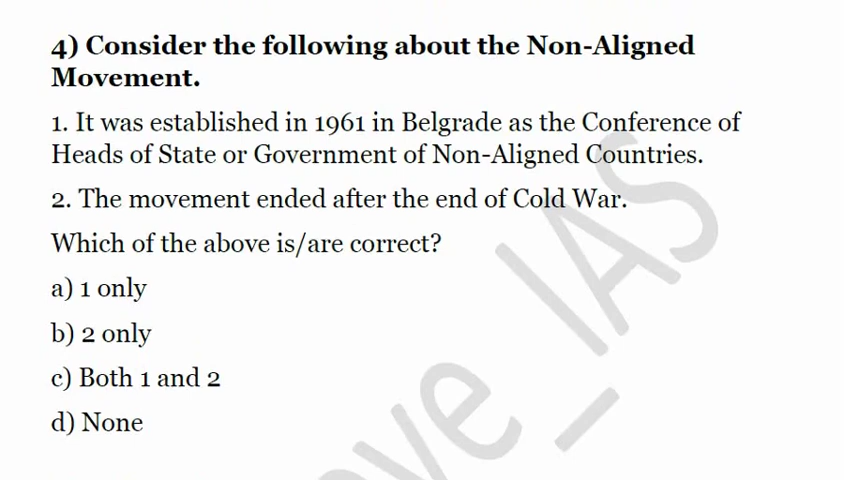 4) Consider the following about the Non-Aligned
Movement.
1. It was established in 1961 in Belgrade as the Conference of
Heads of State or Government of Non-Aligned Countries.
2. The movement ended after the end of Cold War.
Which of the above is/are correct?
a) 1 only
b) 2 only
c) Both 1 and 2
d) None